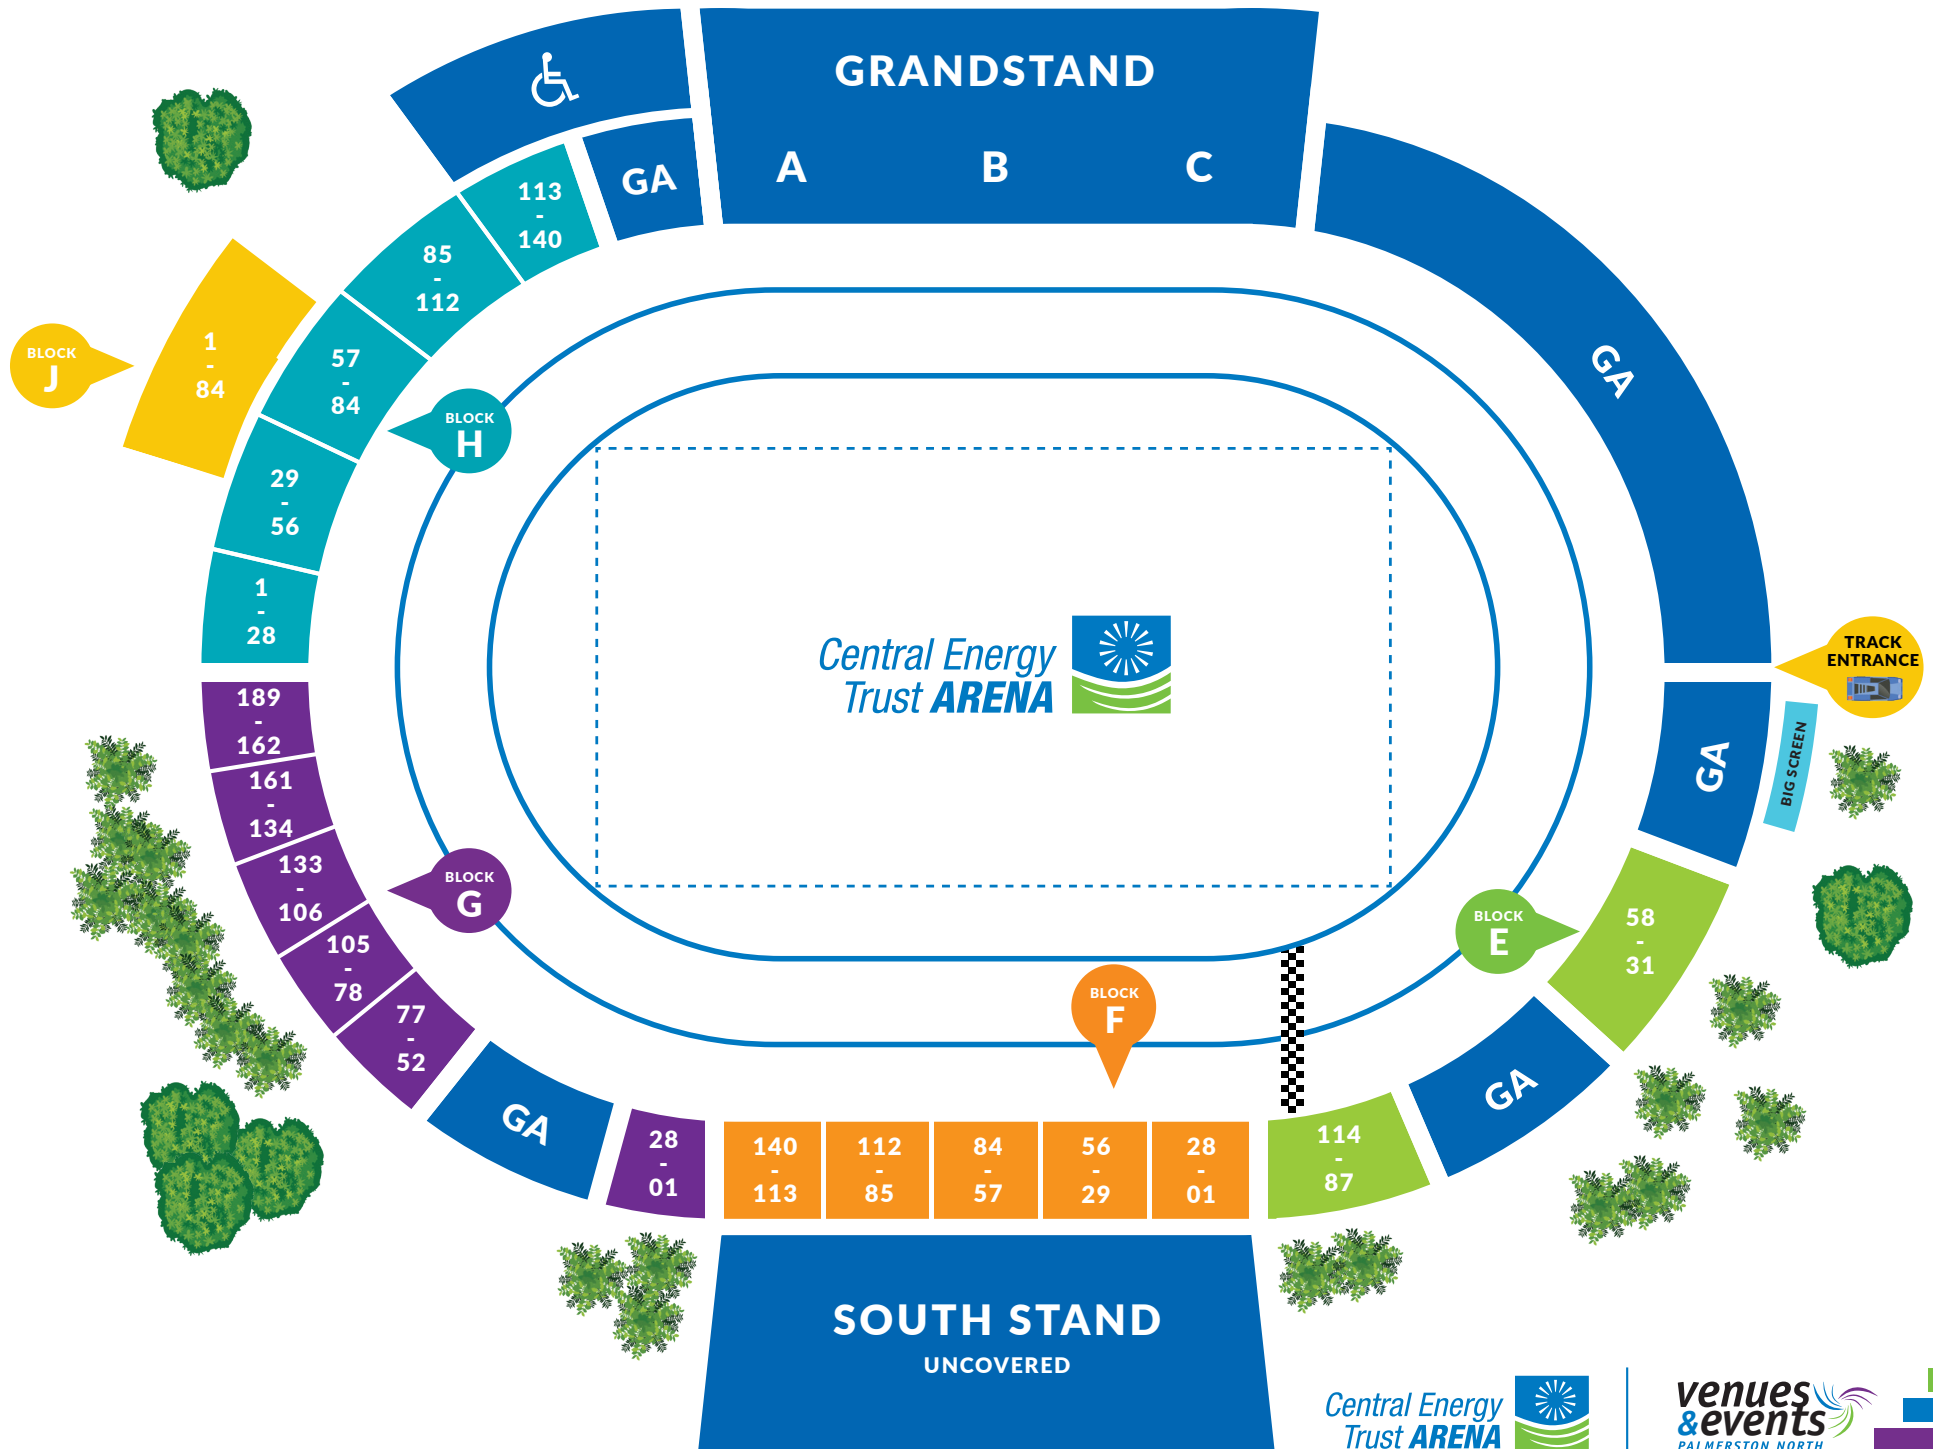 GRANDSTAND
A
B
C
GA
113
-
140
85
-
112
57
-
84
29
-
56
1
-
28
BLOCK
J
1
-
84
BLOCK
H
GA
TRACK
ENTRANCE
GA
BIG SCREEN
Central Energy
Trust ARENA
189
-
162
161
-
134
133
-
106
105
-
78
77
-
52
BLOCK
G
GA
28
-
01
BLOCK
F
140
-
113
112
-
85
84
-
57
56
-
29
28
-
01
BLOCK
E
58
-
31
GA
114
-
87
SOUTH STAND
UNCOVERED
Central Energy
Trust ARENA
venues
&events
PALMERSTON NORTH